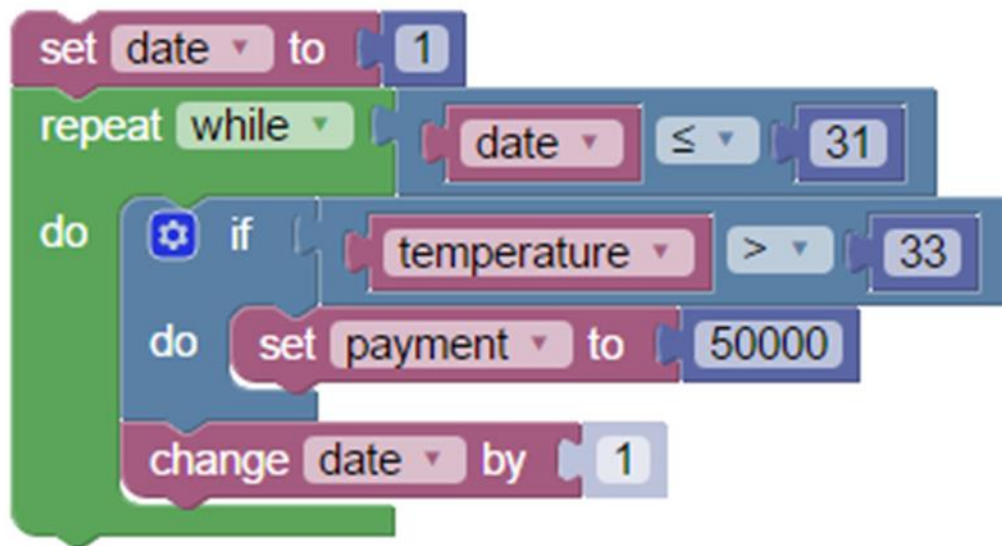 set date to 1
repeat while date ≤ 31
do if temperature > 33
do set payment to 50000
change date by 1